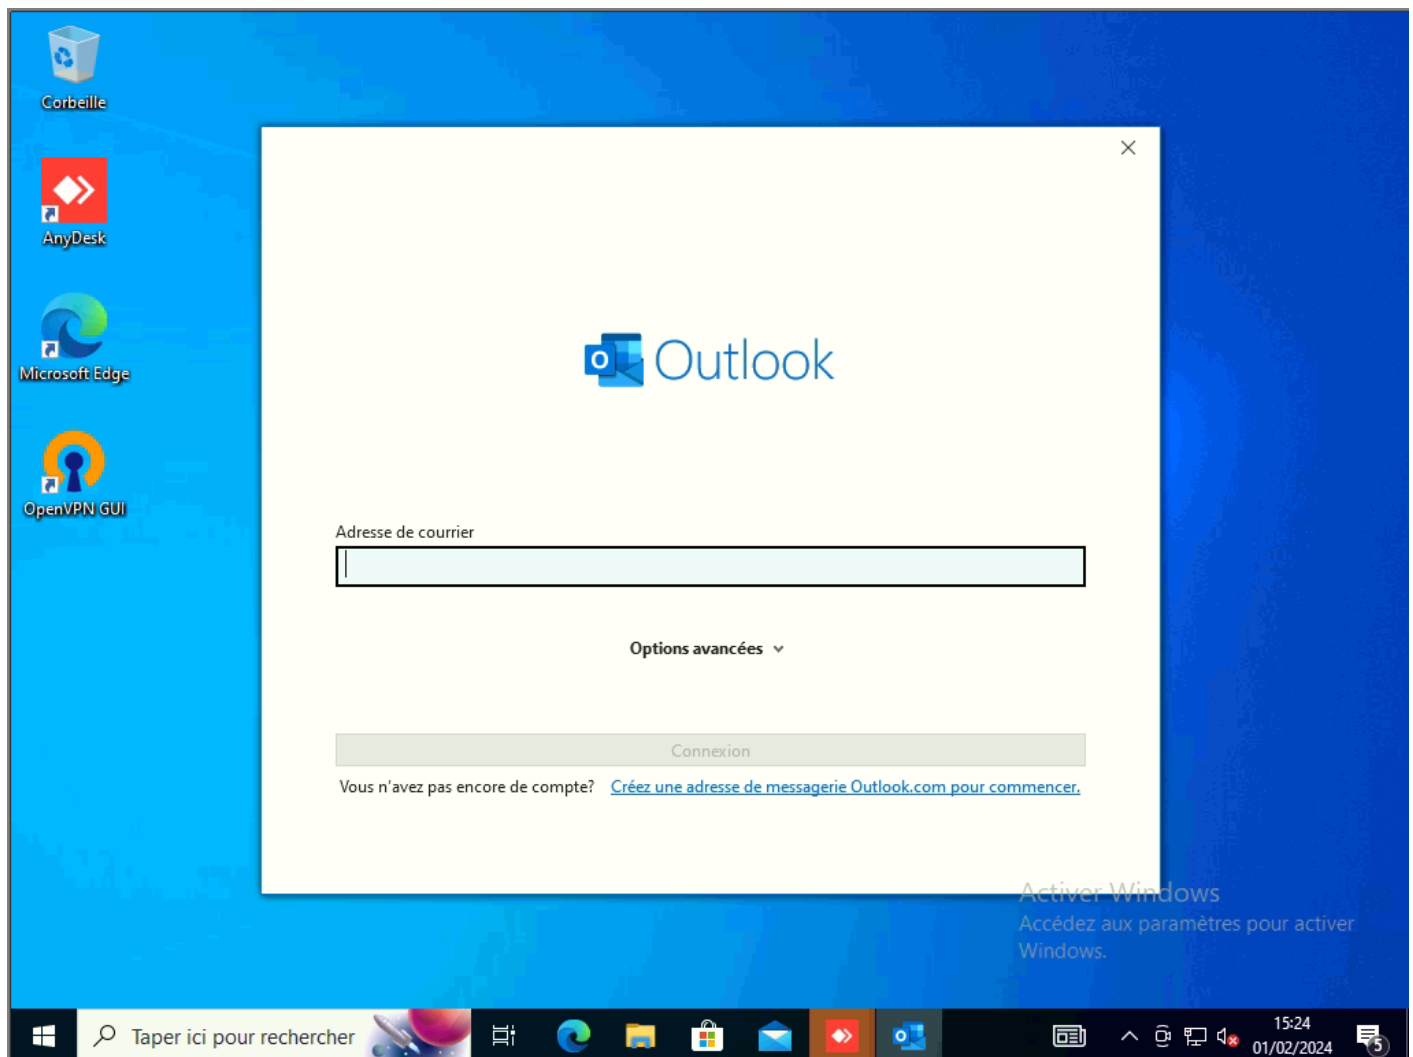 Corbeille
AnyDesk
Microsoft Edge
OpenVPN GUI
Outlook
Adresse de courrier
Options avancées
Connexion
Vous n'avez pas encore de compte? Créez une adresse de messagerie Outlook.com pour commencer.
Activer Windows
Accédez aux paramètres pour activer
Windows.
Taper ici pour rechercher
15:24
01/02/2024
5